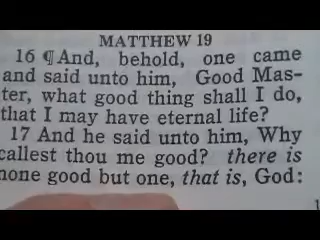 MATTHEW 19
16 ¶ And, behold, one came
and said unto him, Good Mas-
ter, what good thing shall I do,
that I may have eternal life?
17 And he said unto him, Why
callest thou me good? there is
none good but one, that is, God:
1